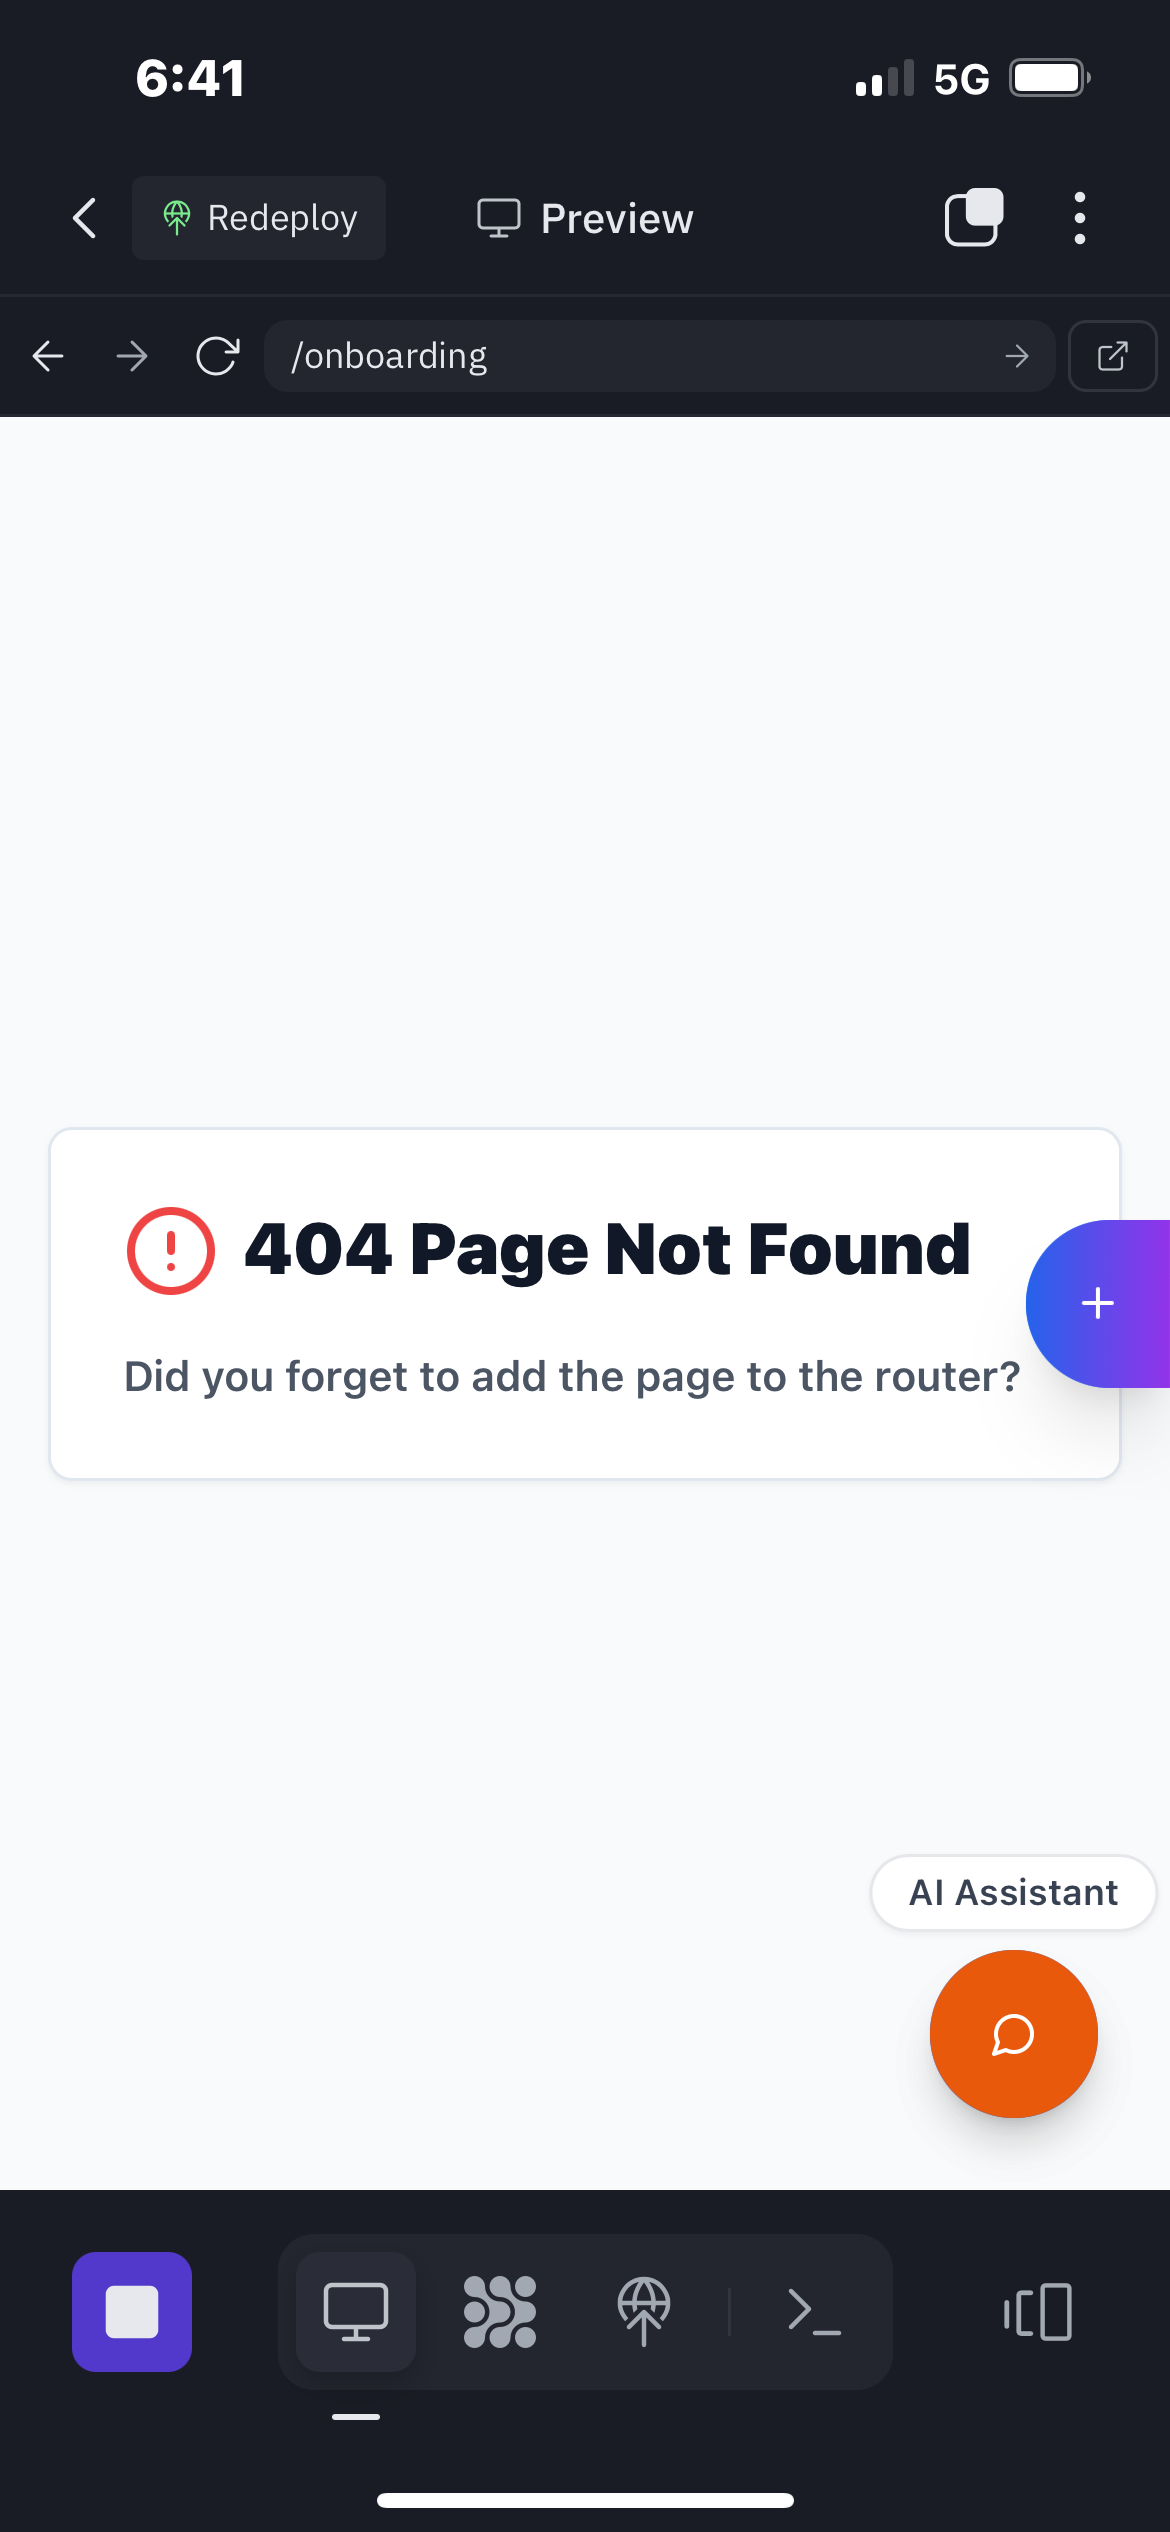 6:41
5G
Redeploy
Preview
/onboarding
404 Page Not Found
Did you forget to add the page to the router?
AI Assistant